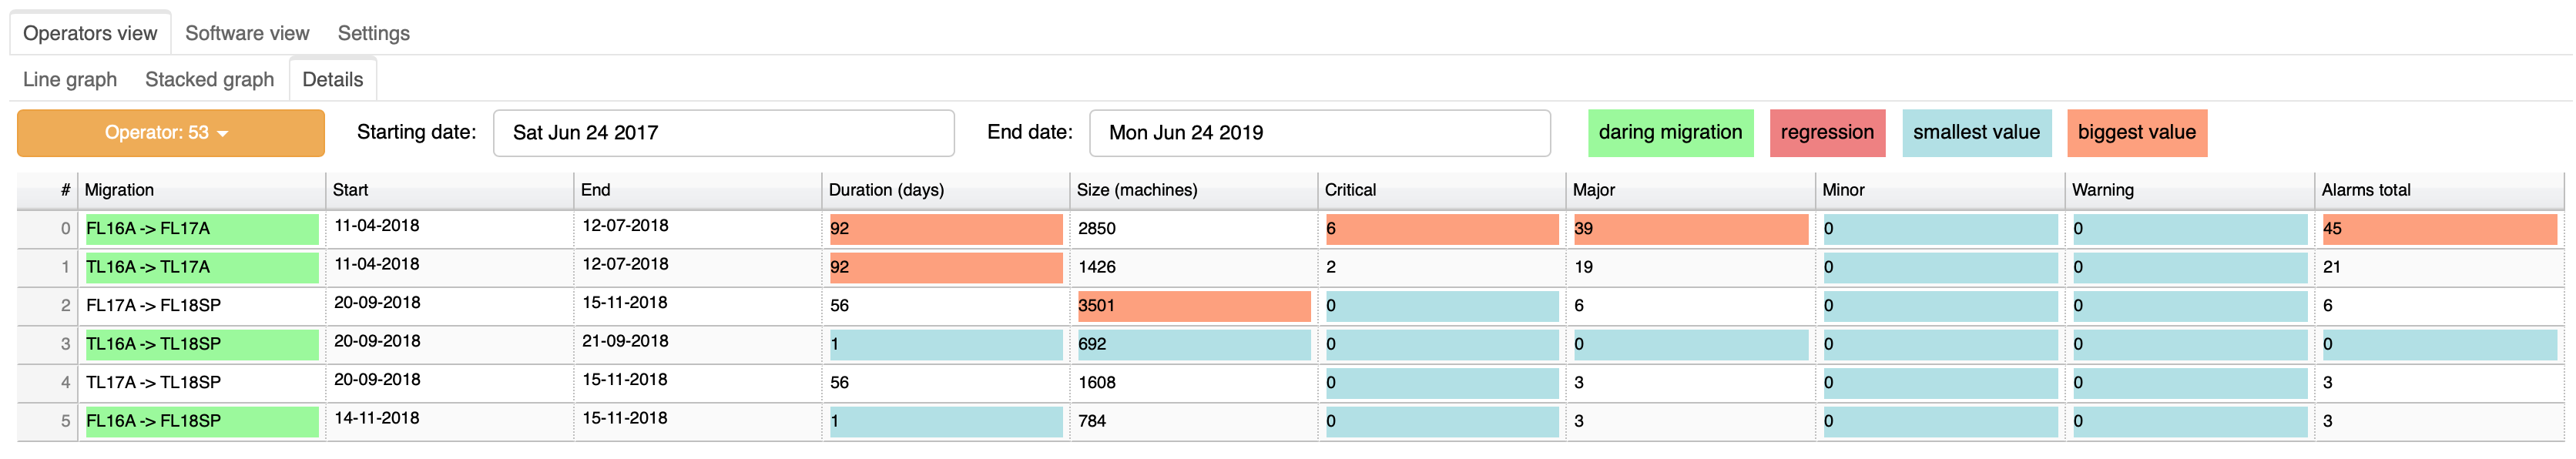 Operators view Software view Settings
Line graph Stacked graph Details
Operator: 53 Starting date: Sat Jun 24 2017 End date: Mon Jun 24 2019 daring migration regression smallest value biggest value
# Migration Start End Duration (days) Size (machines) Critical Major Minor Warning Alarms total
0 FL16A -> FL17A 11-04-2018 12-07-2018 92 2850 6 39 0 0 45
1 TL16A -> TL17A 11-04-2018 12-07-2018 92 1426 2 19 0 0 21
2 FL17A -> FL18SP 20-09-2018 15-11-2018 56 3501 0 6 0 0 6
3 TL16A -> TL18SP 20-09-2018 21-09-2018 1 692 0 0 0 0 0
4 TL17A -> TL18SP 20-09-2018 15-11-2018 56 1608 0 3 0 0 3
5 FL16A -> FL18SP 14-11-2018 15-11-2018 1 784 0 3 0 0 3